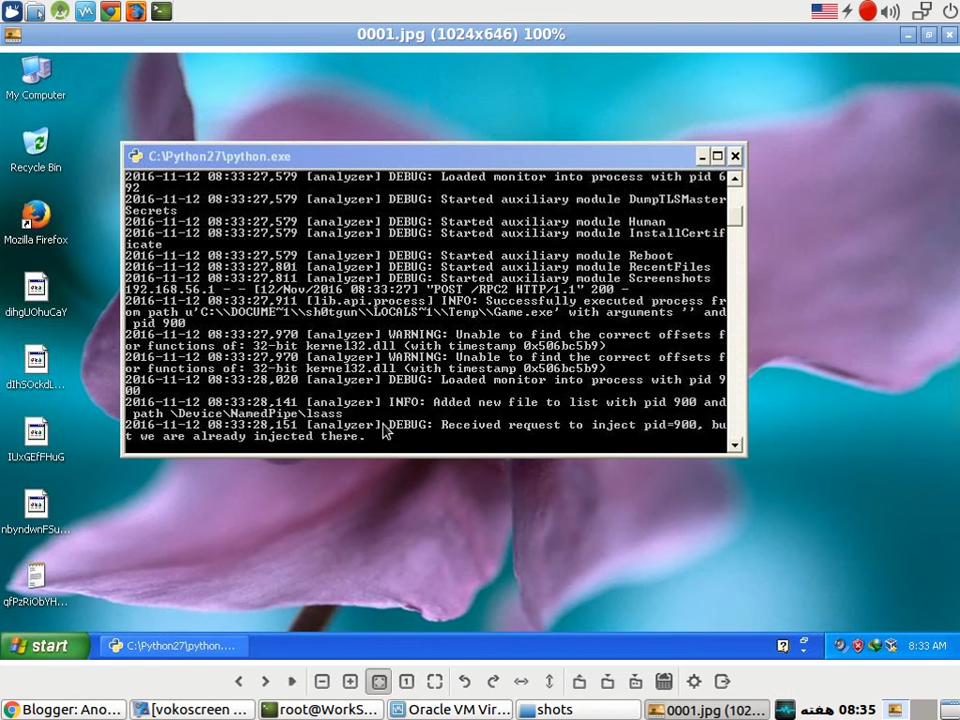 0001.jpg (1024x646) 100%
My Computer
Recycle Bin
Mozilla Firefox
dihgUOhuCaY
dIhSOckdL...
IUxGEfFHuG
nbyndwnFSu...
qfPzRiObYH...
C:\Python27\python.exe
2016-11-12 08:33:27,579 [analyzer] DEBUG: Loaded monitor into process with pid 6
92
2016-11-12 08:33:27,579 [analyzer] DEBUG: Started auxiliary module DumpTLSMaster
Secrets
2016-11-12 08:33:27,579 [analyzer] DEBUG: Started auxiliary module Human
2016-11-12 08:33:27,579 [analyzer] DEBUG: Started auxiliary module InstallCertif
icate
2016-11-12 08:33:27,579 [analyzer] DEBUG: Started auxiliary module Reboot
2016-11-12 08:33:27,801 [analyzer] DEBUG: Started auxiliary module RecentFiles
2016-11-12 08:33:27,811 [analyzer] DEBUG: Started auxiliary module Screenshots
192.168.56.1 - - [12/Nov/2016 08:33:27] "POST /RPC2 HTTP/1.1" 200 -
2016-11-12 08:33:27,911 [lib.api.process] INFO: Successfully executed process fr
om path u'C:\\DOCUME~1\\sh0tgun\\LOCALS~1\\Temp\\Game.exe' with arguments '' and
pid 900
2016-11-12 08:33:27,970 [analyzer] WARNING: Unable to find the correct offsets f
or functions of: 32-bit kernel32.dll (with timestamp 0x506bc5b9)
2016-11-12 08:33:27,970 [analyzer] WARNING: Unable to find the correct offsets f
or functions of: 32-bit kernel32.dll (with timestamp 0x506bc5b9)
2016-11-12 08:33:28,020 [analyzer] DEBUG: Loaded monitor into process with pid 9
00
2016-11-12 08:33:28,141 [analyzer] INFO: Added new file to list with pid 900 and
path \Device\NamedPipe\lsass
2016-11-12 08:33:28,151 [analyzer] DEBUG: Received request to inject pid=900, bu
t we are already injected there.
start
C:\Python27\python....
8:33 AM
Blogger: Ano...
[vokoscreen ...
root@WorkS...
Oracle VM Vir...
shots
0001.jpg (102...
هفته 08:35